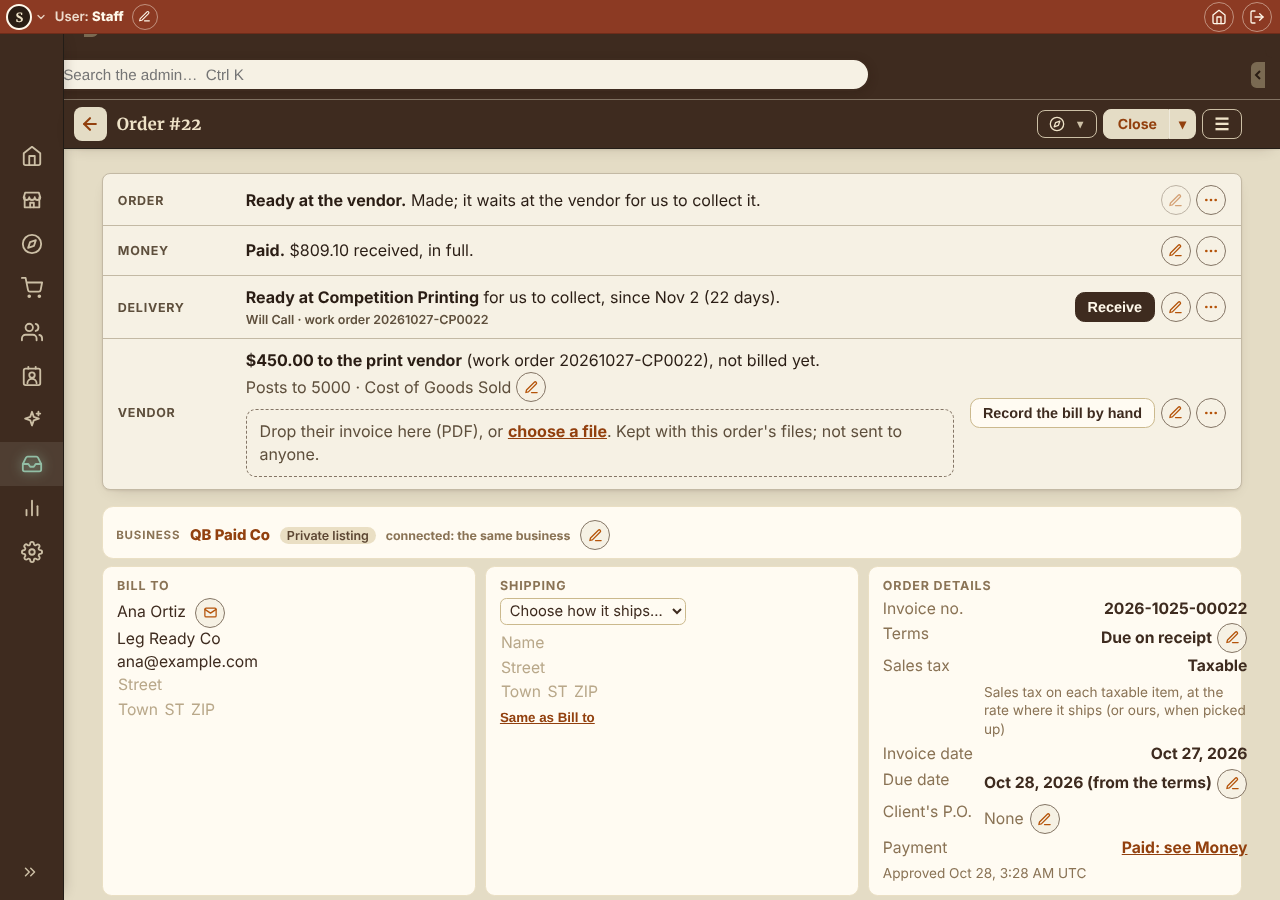 S User: Staff
Search the admin… Ctrl K
Order #22
Close ▾
ORDER
Ready at the vendor. Made; it waits at the vendor for us to collect it.
MONEY
Paid. $809.10 received, in full.
DELIVERY
Ready at Competition Printing for us to collect, since Nov 2 (22 days).
Will Call · work order 20261027-CP0022
Receive
VENDOR
$450.00 to the print vendor (work order 20261027-CP0022), not billed yet.
Posts to 5000 · Cost of Goods Sold
Drop their invoice here (PDF), or choose a file. Kept with this order's files; not sent to
anyone.
Record the bill by hand
BUSINESS QB Paid Co Private listing connected: the same business
BILL TO
Ana Ortiz
Leg Ready Co
ana@example.com
Street
Town ST ZIP
SHIPPING
Choose how it ships...
Name
Street
Town ST ZIP
Same as Bill to
ORDER DETAILS
Invoice no. 2026-1025-00022
Terms Due on receipt
Sales tax Taxable
Sales tax on each taxable item, at the
rate where it ships (or ours, when picked
up)
Invoice date Oct 27, 2026
Due date Oct 28, 2026 (from the terms)
Client's P.O. None
Payment Paid: see Money
Approved Oct 28, 3:28 AM UTC